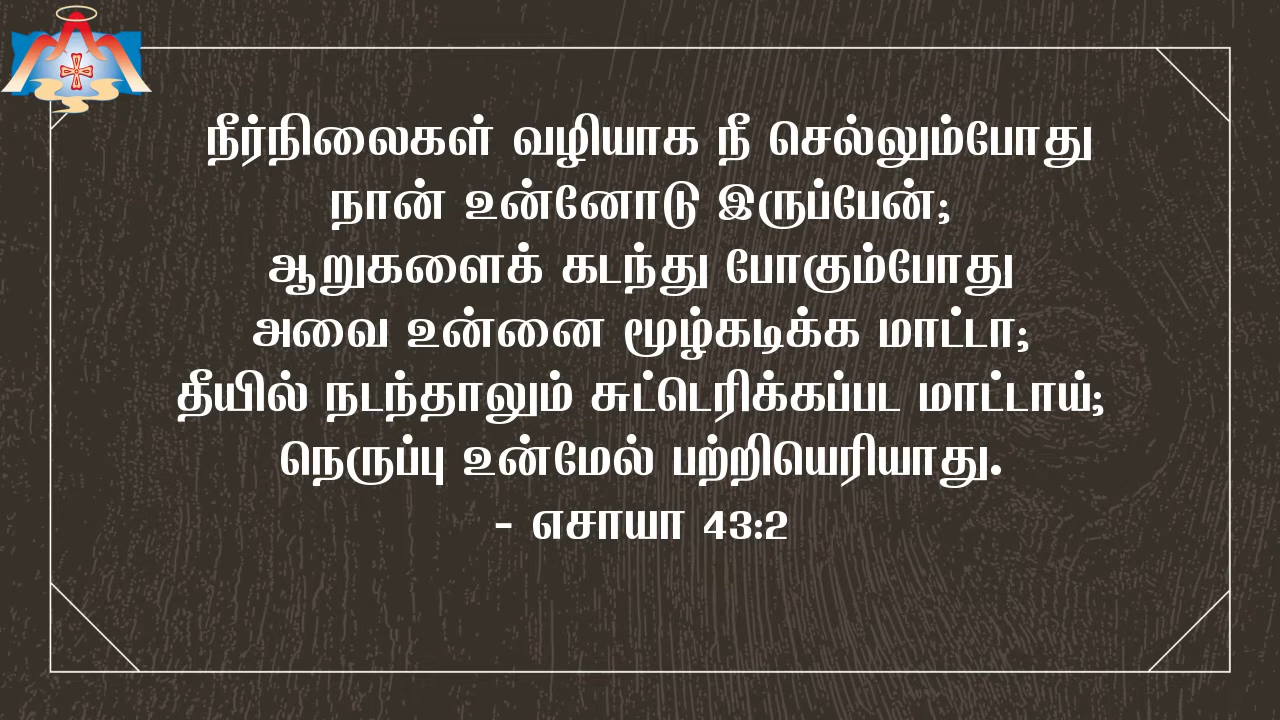 நீர்நிலைகள் வழியாக நீ செல்லும்போது
நான் உன்னோடு இருப்பேன்;
ஆறுகளைக் கடந்து போகும்போது
அவை உன்னை மூழ்கடிக்க மாட்டா;
தீயில் நடந்தாலும் சுட்டெரிக்கப்பட மாட்டாய்;
நெருப்பு உன்மேல் பற்றியெரியாது.
- எசாயா 43:2